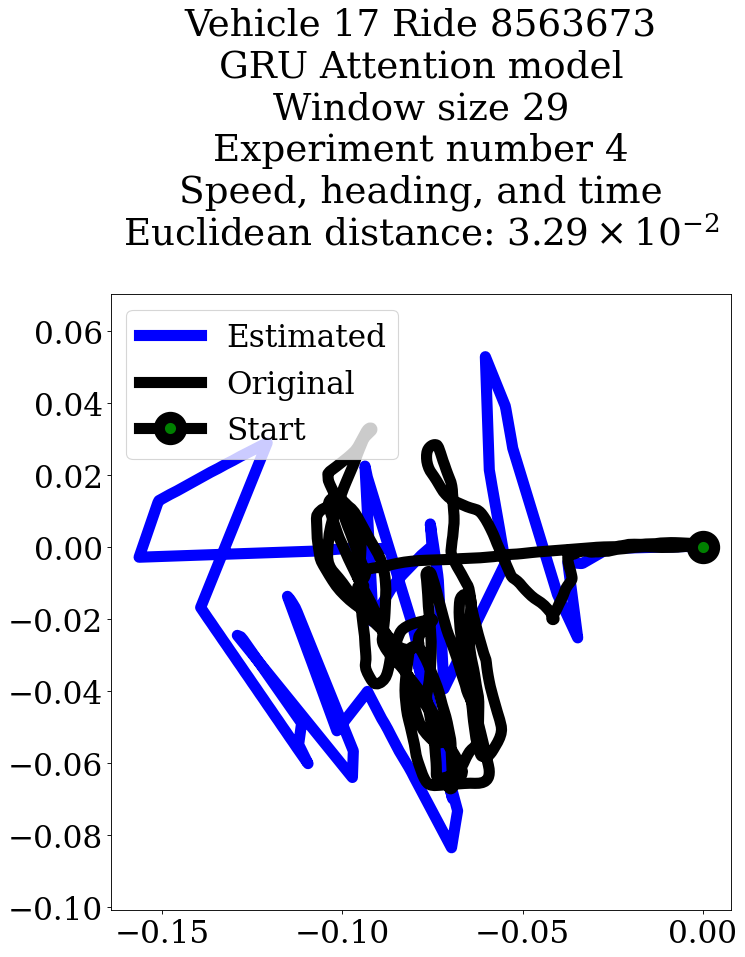 Vehicle 17 Ride 8563673
GRU Attention model
Window size 29
Experiment number 4
Speed, heading, and time
Euclidean distance: 3.29 × 10⁻²
Estimated
Original
Start
0.06
0.04
0.02
0.00
−0.02
−0.04
−0.06
−0.08
−0.10
−0.15
−0.10
−0.05
0.00